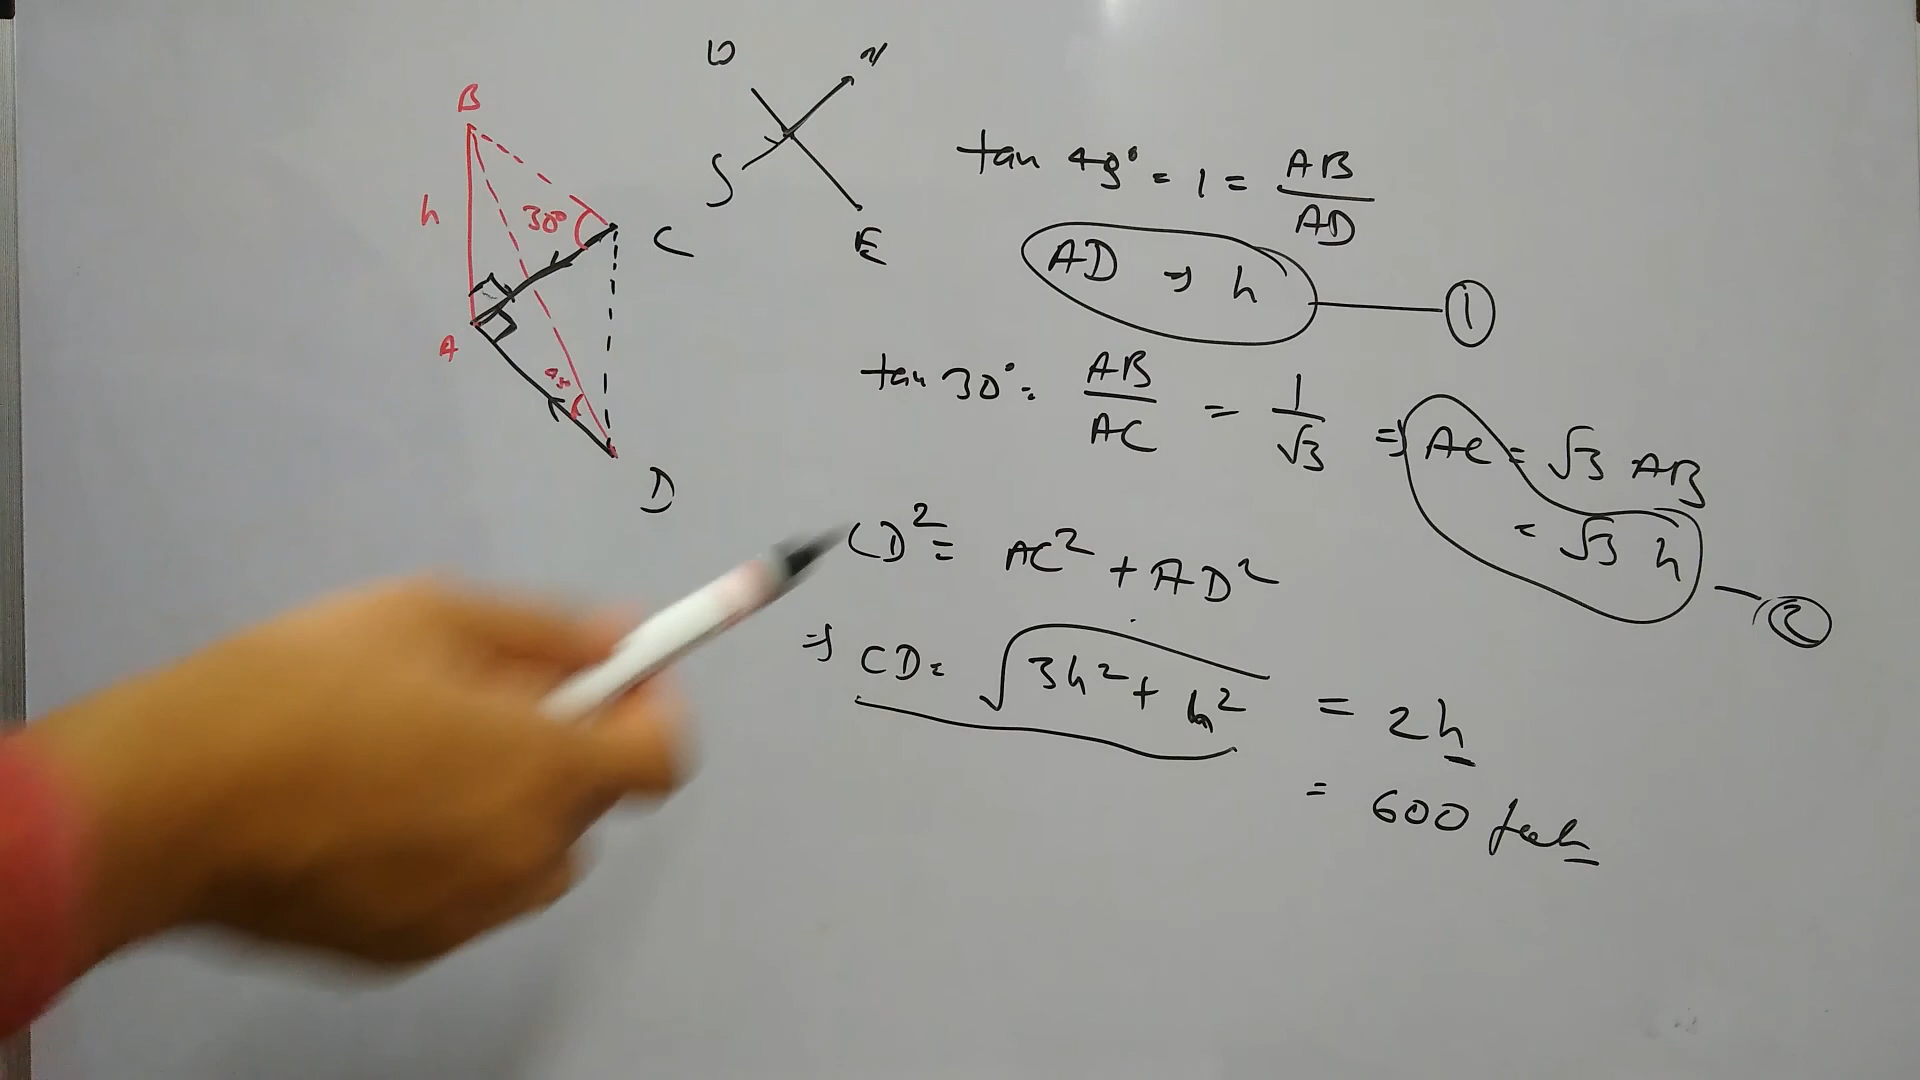 B
h
30°
A
45
C
D
W
N
S
E
tan 45° = 1 = AB / AD
AD ⇒ h — ①
tan 30° = AB / AC = 1 / √3 ⇒ AC = √3 AB
= √3 h — ②
CD² = AC² + AD²
⇒ CD = √(3h² + h²) = 2h
= 600 feet